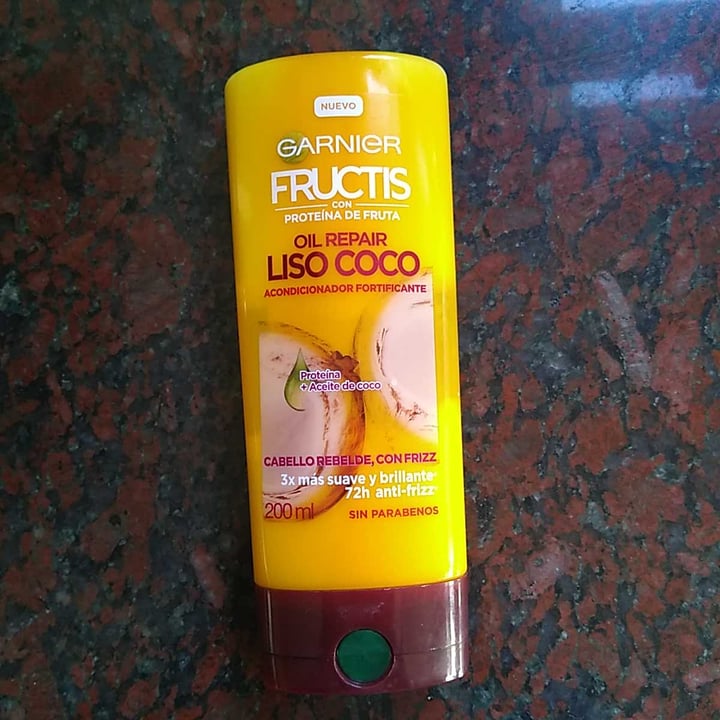 NUEVO
GARNIER
FRUCTIS
CON
PROTEÍNA DE FRUTA
OIL REPAIR
LISO COCO
ACONDICIONADOR FORTIFICANTE
Proteína
+ Aceite de coco
CABELLO REBELDE, CON FRIZZ
3x más suave y brillante*
72h anti-frizz*
200 ml
SIN PARABENOS